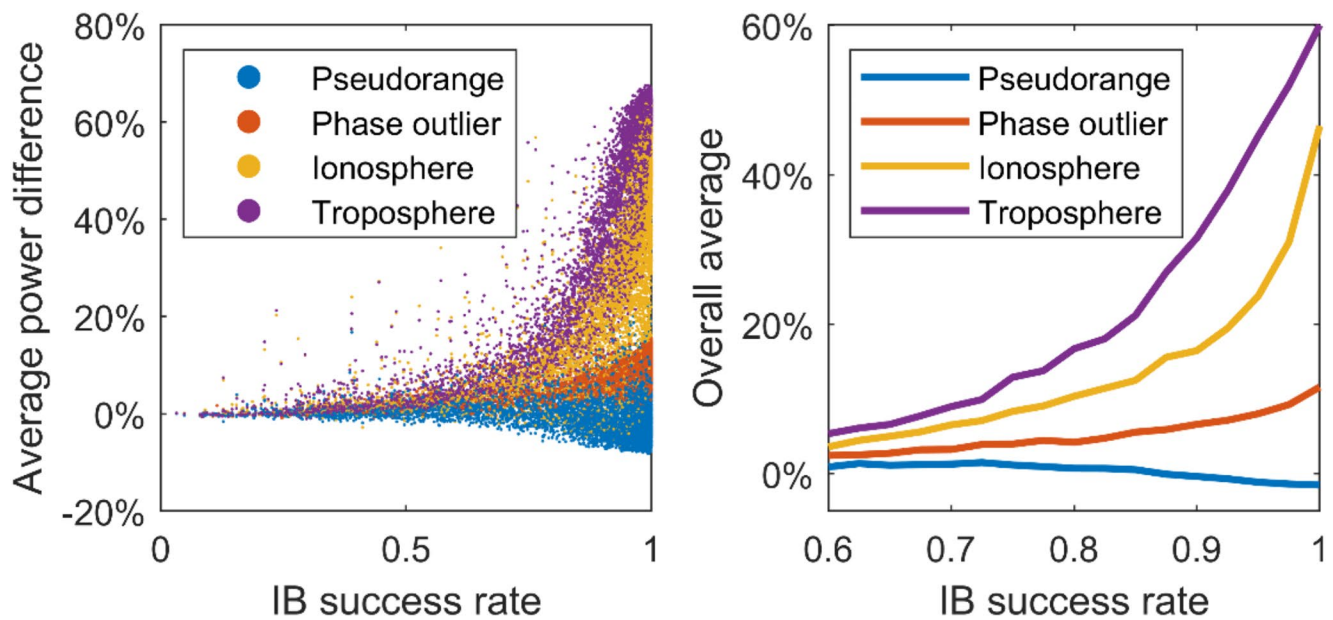 Average power difference
80%
60%
40%
20%
0%
-20%
Pseudorange
Phase outlier
Ionosphere
Troposphere
0
0.5
1
IB success rate
Overall average
60%
40%
20%
0%
Pseudorange
Phase outlier
Ionosphere
Troposphere
0.6
0.7
0.8
0.9
1
IB success rate